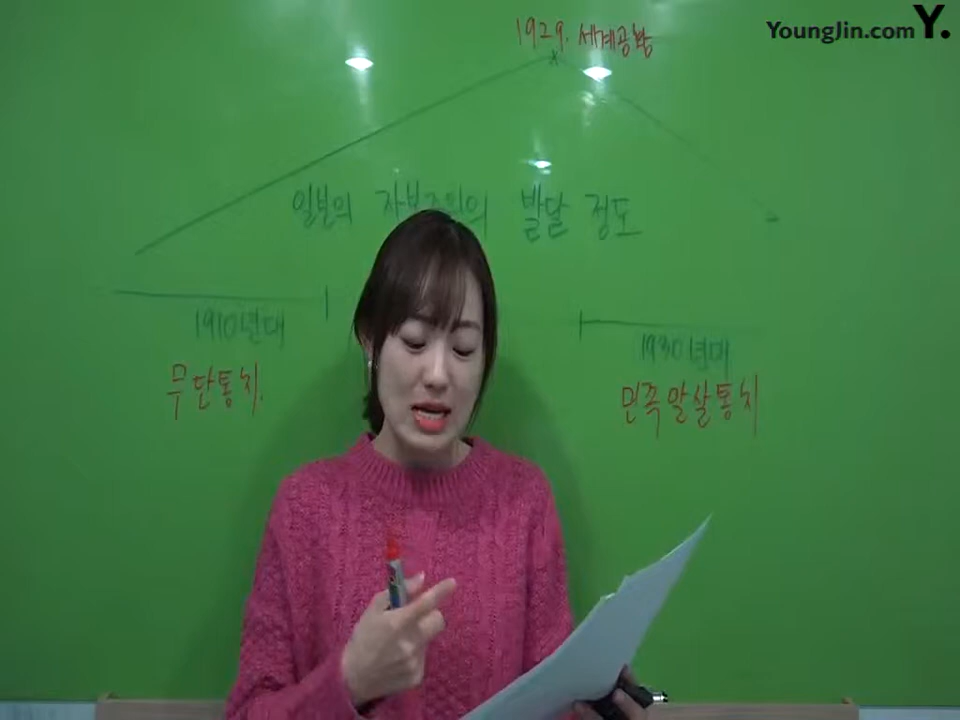 YoungJin.com Y.
1929. 세계공황
일본의 자본주의의 발달 정도
1910년대
1930년대
무단통치.
민족말살통치